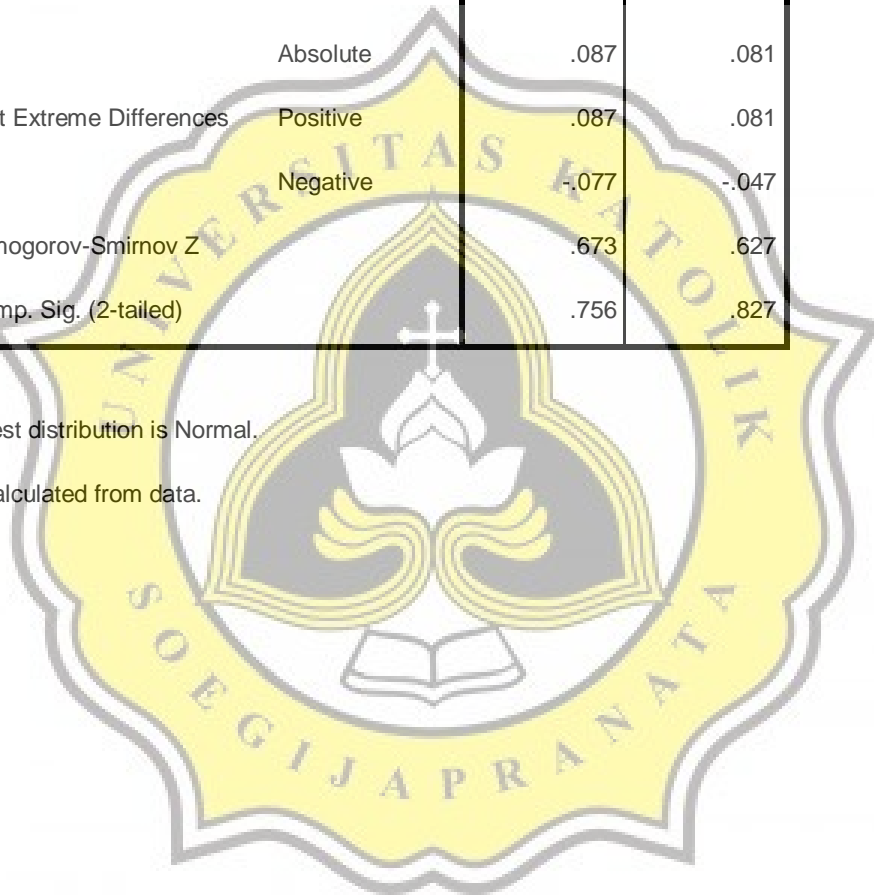 Absolute .087 .081
t Extreme Differences Positive .087 .081
Negative -.077 -.047
nogorov-Smirnov Z .673 .627
mp. Sig. (2-tailed) .756 .827
est distribution is Normal.
alculated from data.
UNIVERSITAS KATOLIK
SOEGIJAPRANATA